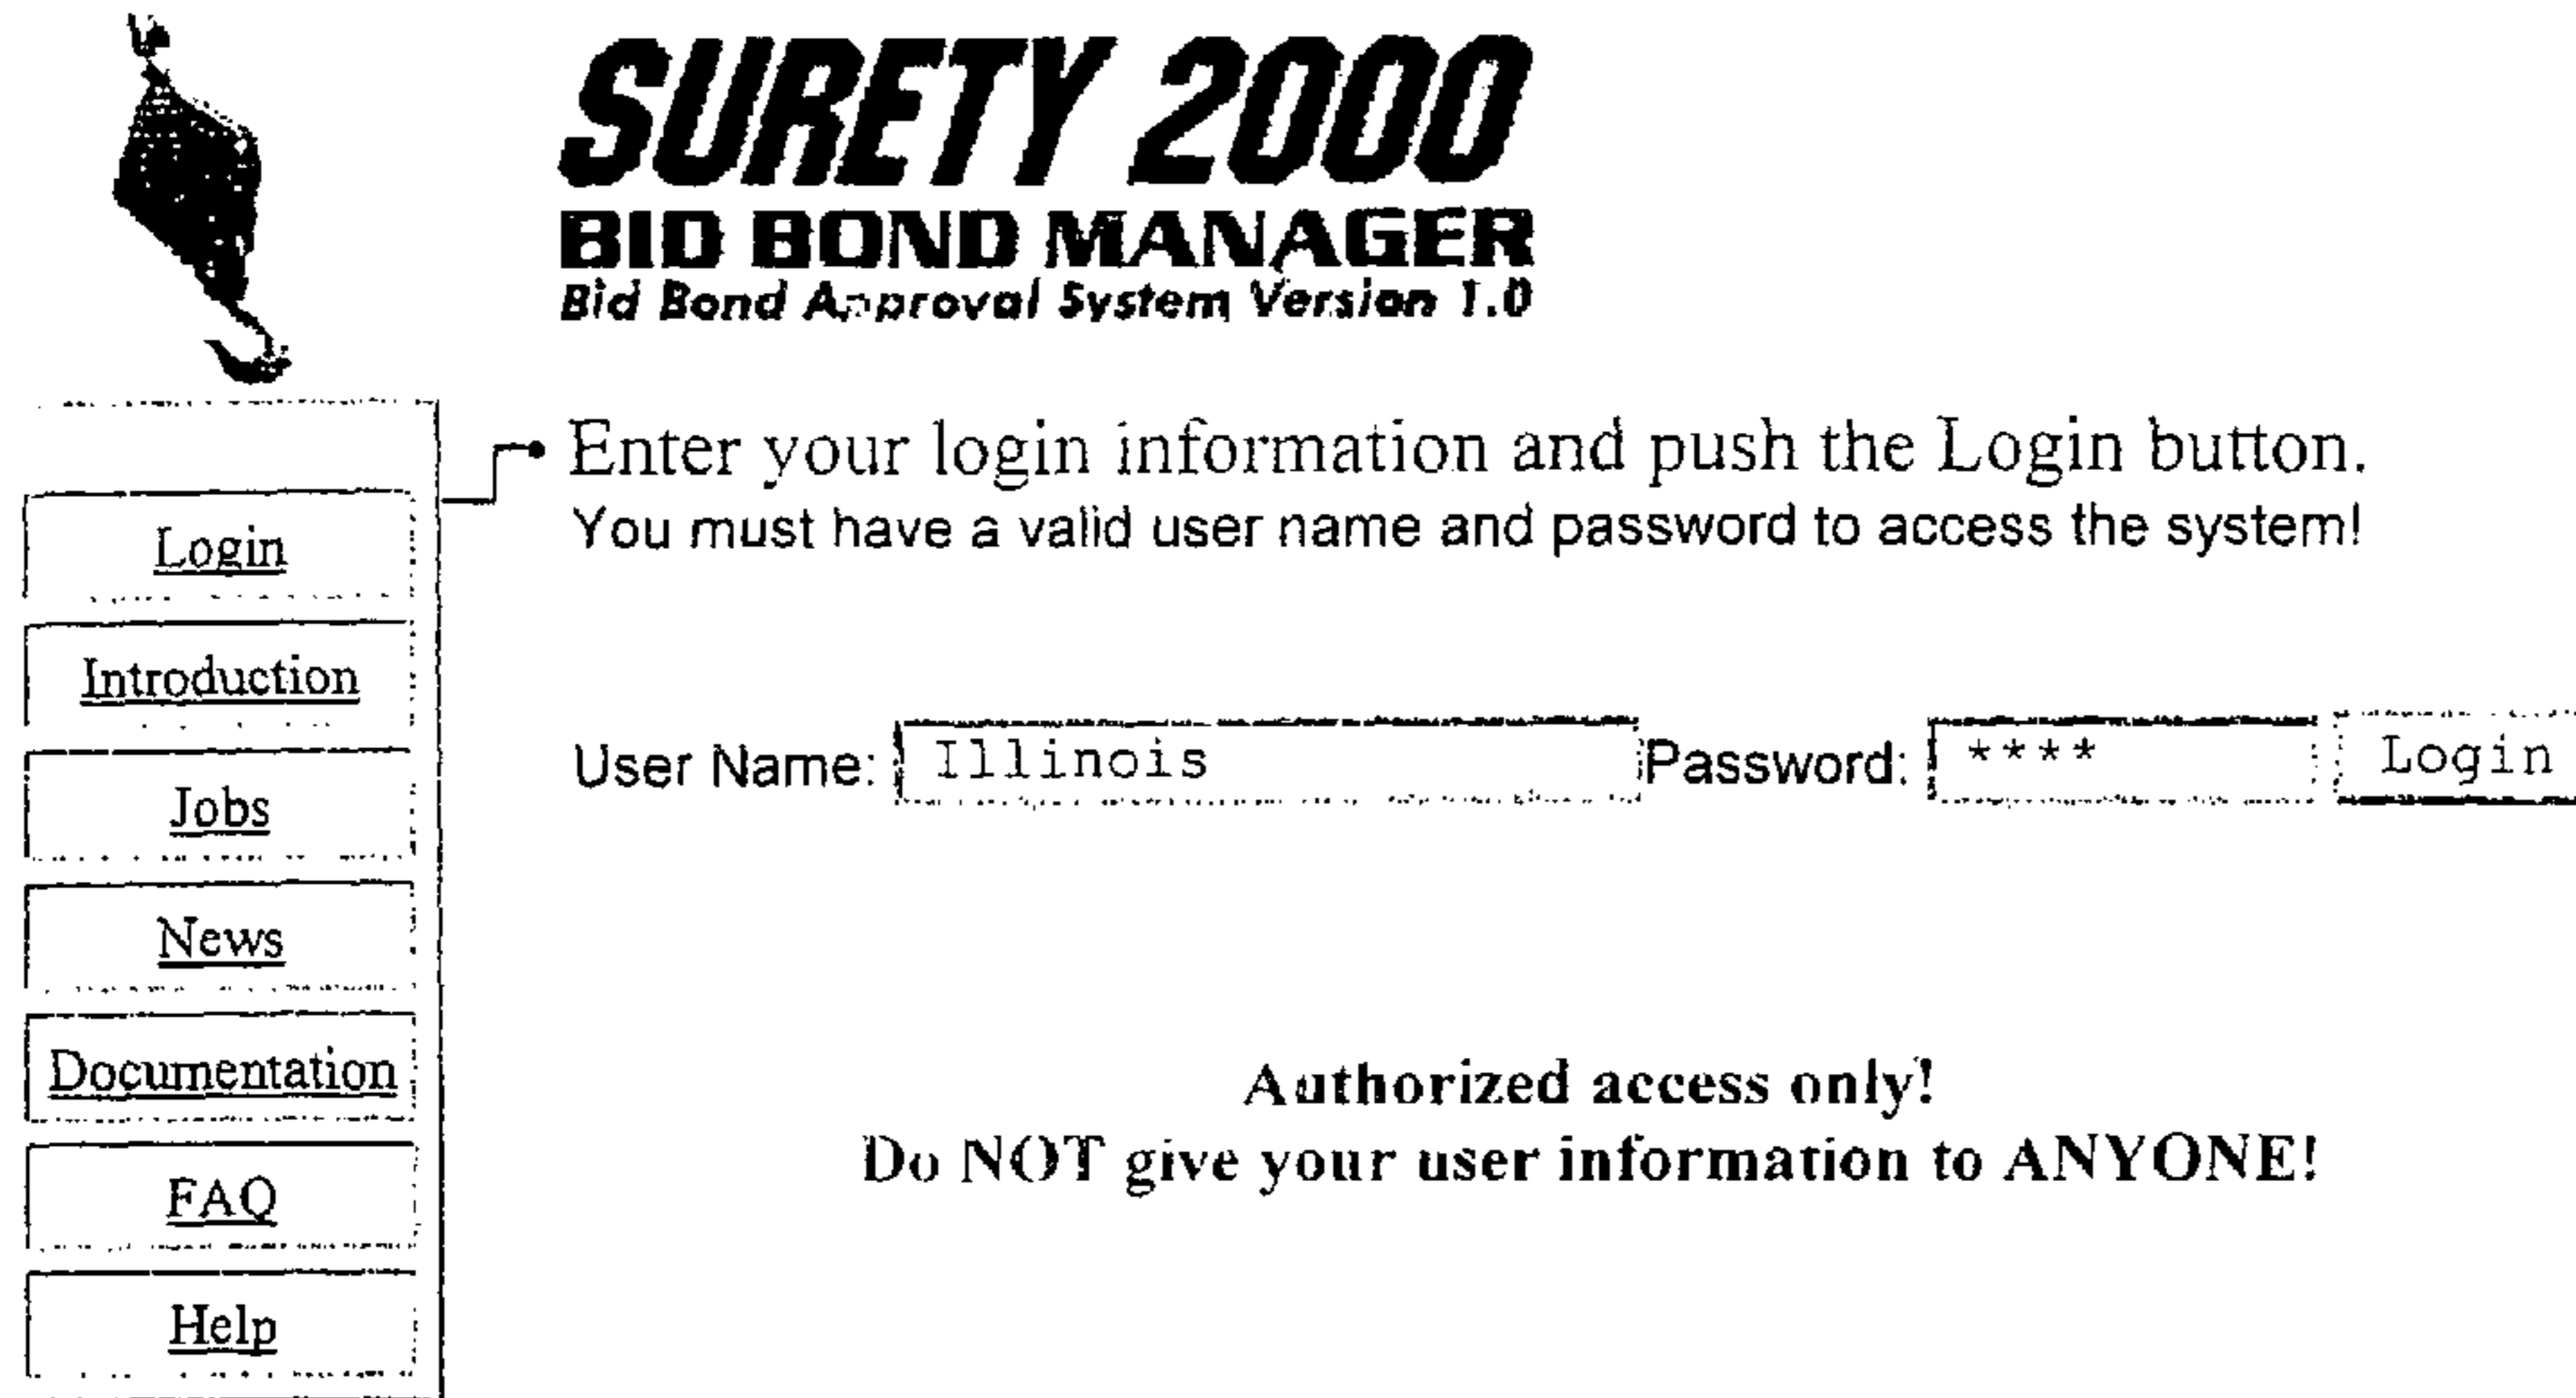 SURETY 2000
BID BOND MANAGER
Bid Bond Approval System Version 1.0
Enter your login information and push the Login button.
You must have a valid user name and password to access the system!
Login
Introduction
Jobs
News
Documentation
FAQ
Help
User Name: Illinois Password: **** Login
Authorized access only!
Do NOT give your user information to ANYONE!